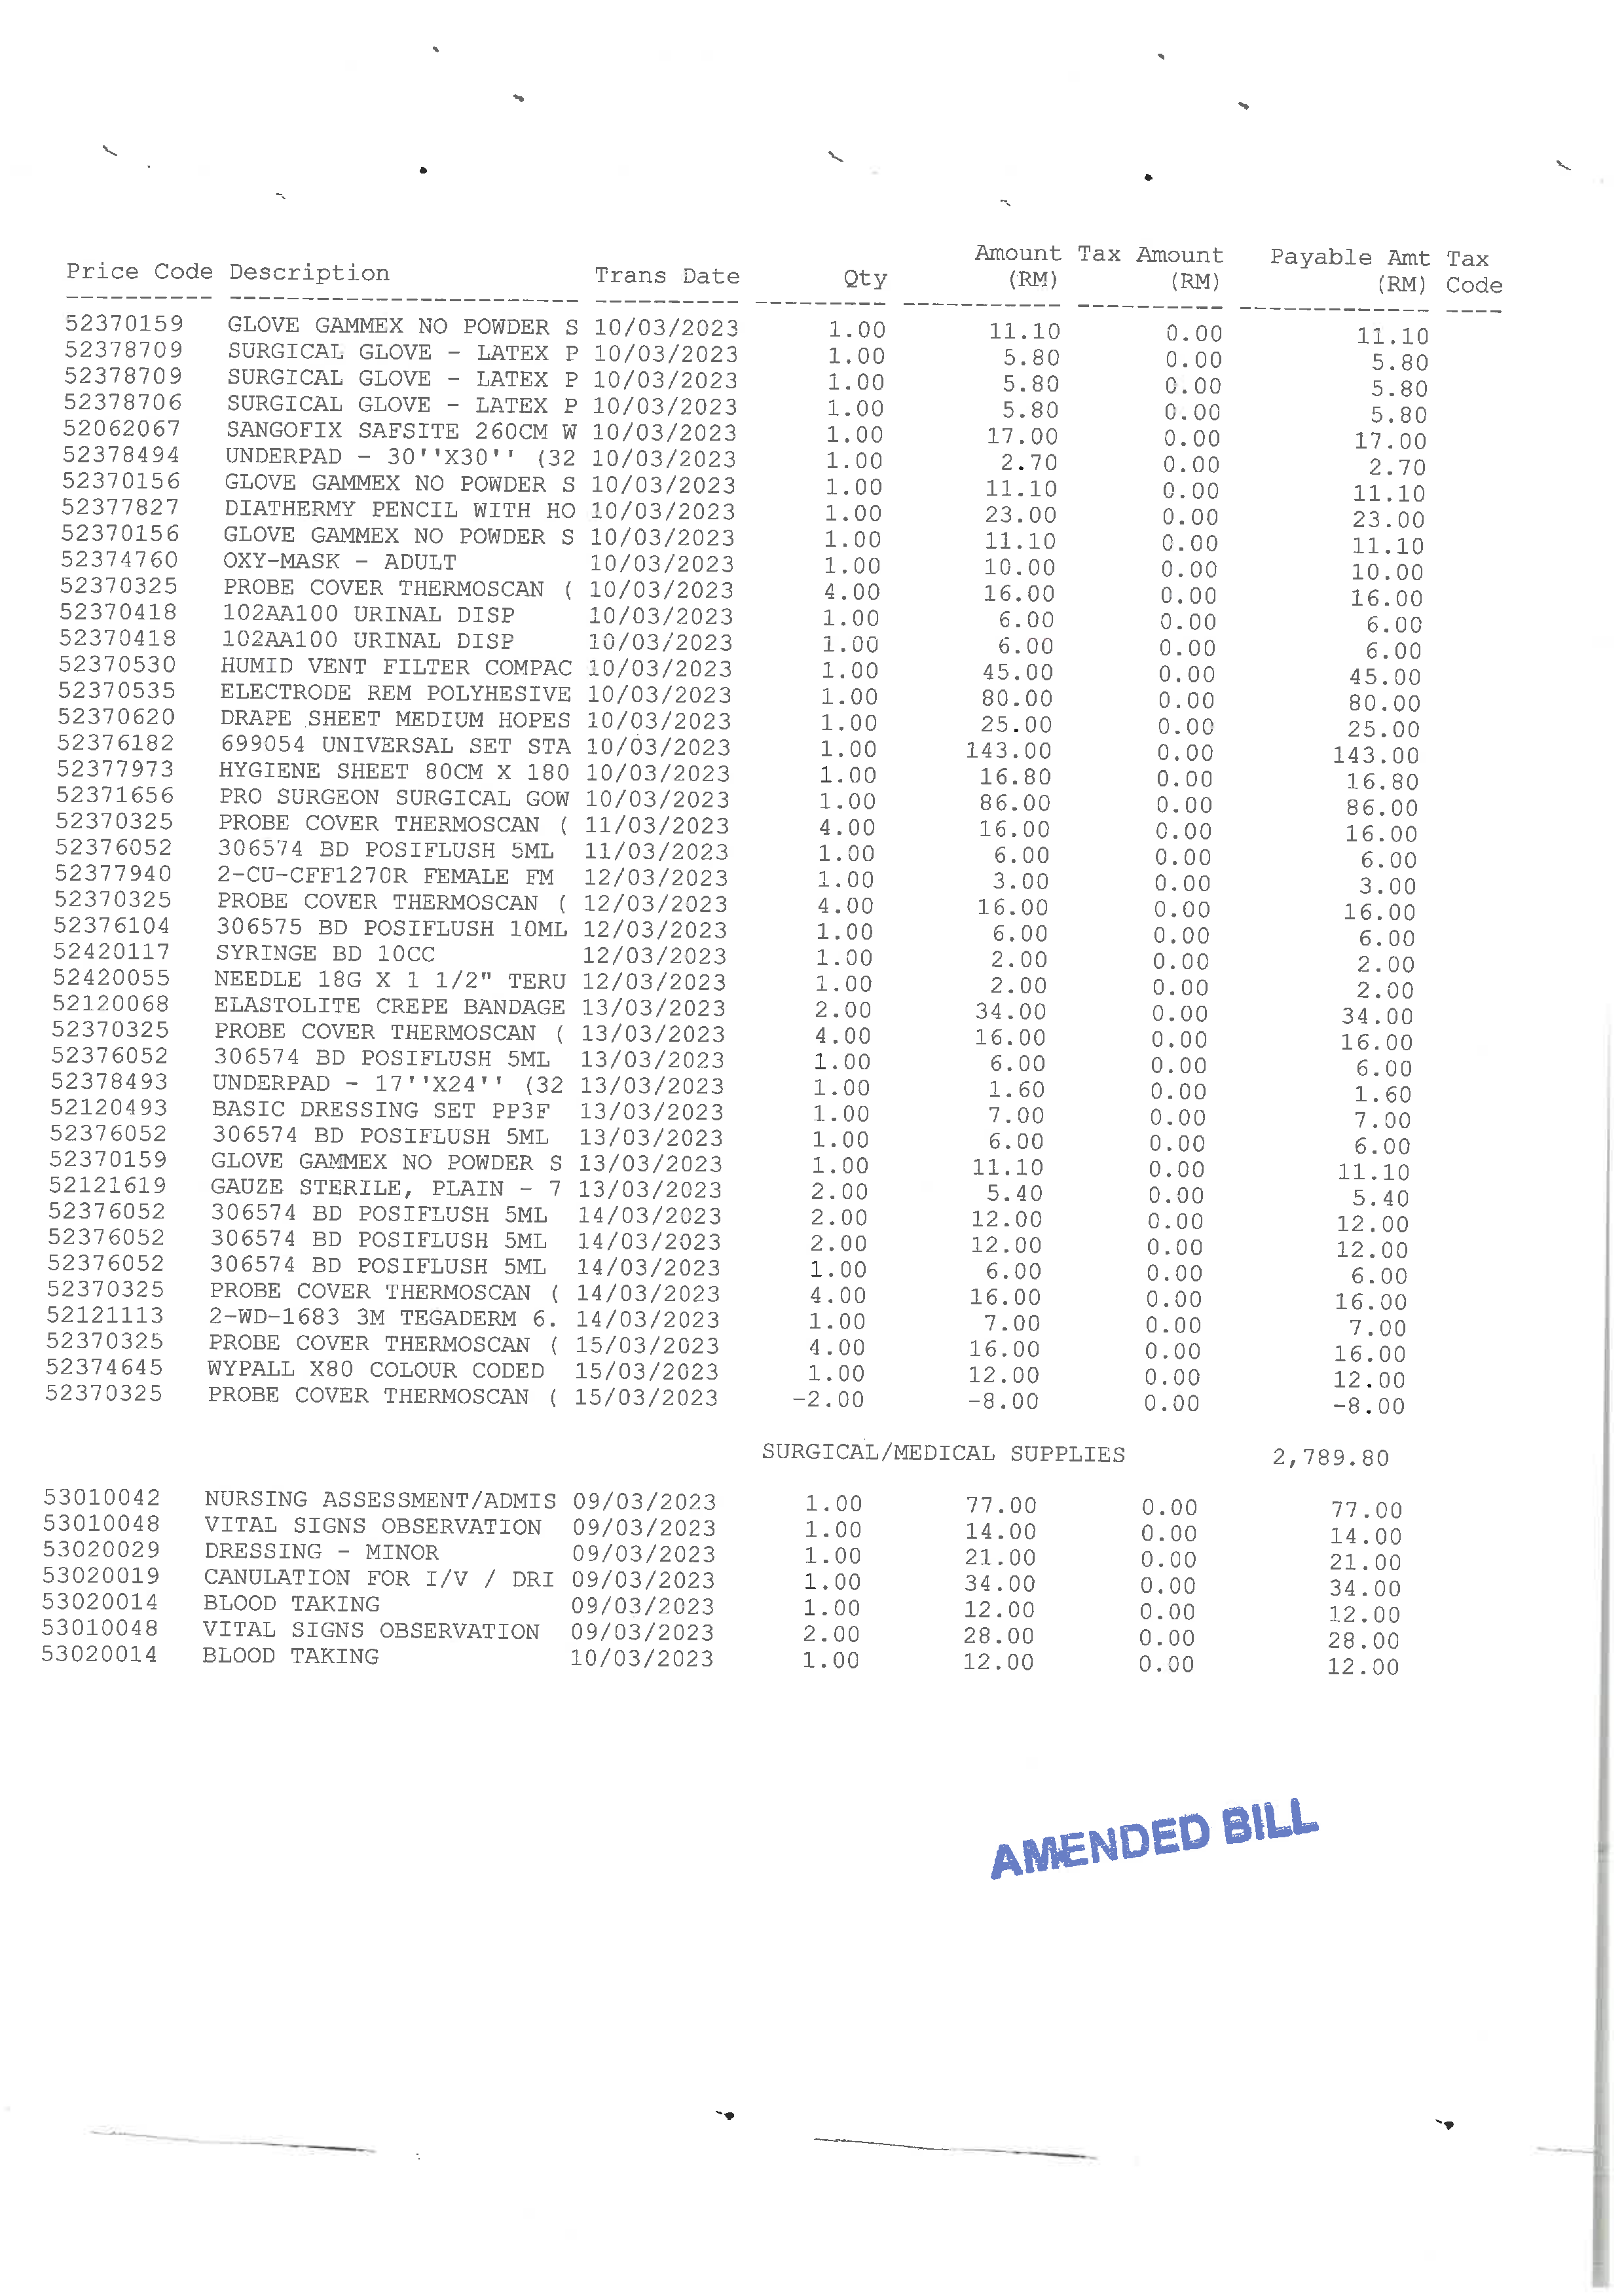 Amount Tax Amount Payable Amt Tax
Price Code Description Trans Date Qty (RM) (RM) (RM) Code
---------- ------------------------ ---------- --------- ----------- --------- ------------- ----
52370159 GLOVE GAMMEX NO POWDER S 10/03/2023 1.00 11.10 0.00 11.10
52378709 SURGICAL GLOVE - LATEX P 10/03/2023 1.00 5.80 0.00 5.80
52378709 SURGICAL GLOVE - LATEX P 10/03/2023 1.00 5.80 0.00 5.80
52378706 SURGICAL GLOVE - LATEX P 10/03/2023 1.00 5.80 0.00 5.80
52062067 SANGOFIX SAFSITE 260CM W 10/03/2023 1.00 17.00 0.00 17.00
52378494 UNDERPAD - 30''X30'' (32 10/03/2023 1.00 2.70 0.00 2.70
52370156 GLOVE GAMMEX NO POWDER S 10/03/2023 1.00 11.10 0.00 11.10
52377827 DIATHERMY PENCIL WITH HO 10/03/2023 1.00 23.00 0.00 23.00
52370156 GLOVE GAMMEX NO POWDER S 10/03/2023 1.00 11.10 0.00 11.10
52374760 OXY-MASK - ADULT 10/03/2023 1.00 10.00 0.00 10.00
52370325 PROBE COVER THERMOSCAN ( 10/03/2023 4.00 16.00 0.00 16.00
52370418 102AA100 URINAL DISP 10/03/2023 1.00 6.00 0.00 6.00
52370418 102AA100 URINAL DISP 10/03/2023 1.00 6.00 0.00 6.00
52370530 HUMID VENT FILTER COMPAC 10/03/2023 1.00 45.00 0.00 45.00
52370535 ELECTRODE REM POLYHESIVE 10/03/2023 1.00 80.00 0.00 80.00
52370620 DRAPE SHEET MEDIUM HOPES 10/03/2023 1.00 25.00 0.00 25.00
52376182 699054 UNIVERSAL SET STA 10/03/2023 1.00 143.00 0.00 143.00
52377973 HYGIENE SHEET 80CM X 180 10/03/2023 1.00 16.80 0.00 16.80
52371656 PRO SURGEON SURGICAL GOW 10/03/2023 1.00 86.00 0.00 86.00
52370325 PROBE COVER THERMOSCAN ( 11/03/2023 4.00 16.00 0.00 16.00
52376052 306574 BD POSIFLUSH 5ML 11/03/2023 1.00 6.00 0.00 6.00
52377940 2-CU-CFF1270R FEMALE FM 12/03/2023 1.00 3.00 0.00 3.00
52370325 PROBE COVER THERMOSCAN ( 12/03/2023 4.00 16.00 0.00 16.00
52376104 306575 BD POSIFLUSH 10ML 12/03/2023 1.00 6.00 0.00 6.00
52420117 SYRINGE BD 10CC 12/03/2023 1.00 2.00 0.00 2.00
52420055 NEEDLE 18G X 1 1/2" TERU 12/03/2023 1.00 2.00 0.00 2.00
52120068 ELASTOLITE CREPE BANDAGE 13/03/2023 2.00 34.00 0.00 34.00
52370325 PROBE COVER THERMOSCAN ( 13/03/2023 4.00 16.00 0.00 16.00
52376052 306574 BD POSIFLUSH 5ML 13/03/2023 1.00 6.00 0.00 6.00
52378493 UNDERPAD - 17''X24'' (32 13/03/2023 1.00 1.60 0.00 1.60
52120493 BASIC DRESSING SET PP3F 13/03/2023 1.00 7.00 0.00 7.00
52376052 306574 BD POSIFLUSH 5ML 13/03/2023 1.00 6.00 0.00 6.00
52370159 GLOVE GAMMEX NO POWDER S 13/03/2023 1.00 11.10 0.00 11.10
52121619 GAUZE STERILE, PLAIN - 7 13/03/2023 2.00 5.40 0.00 5.40
52376052 306574 BD POSIFLUSH 5ML 14/03/2023 2.00 12.00 0.00 12.00
52376052 306574 BD POSIFLUSH 5ML 14/03/2023 2.00 12.00 0.00 12.00
52376052 306574 BD POSIFLUSH 5ML 14/03/2023 1.00 6.00 0.00 6.00
52370325 PROBE COVER THERMOSCAN ( 14/03/2023 4.00 16.00 0.00 16.00
52121113 2-WD-1683 3M TEGADERM 6. 14/03/2023 1.00 7.00 0.00 7.00
52370325 PROBE COVER THERMOSCAN ( 15/03/2023 4.00 16.00 0.00 16.00
52374645 WYPALL X80 COLOUR CODED 15/03/2023 1.00 12.00 0.00 12.00
52370325 PROBE COVER THERMOSCAN ( 15/03/2023 -2.00 -8.00 0.00 -8.00
SURGICAL/MEDICAL SUPPLIES 2,789.80
53010042 NURSING ASSESSMENT/ADMIS 09/03/2023 1.00 77.00 0.00 77.00
53010048 VITAL SIGNS OBSERVATION 09/03/2023 1.00 14.00 0.00 14.00
53020029 DRESSING - MINOR 09/03/2023 1.00 21.00 0.00 21.00
53020019 CANULATION FOR I/V / DRI 09/03/2023 1.00 34.00 0.00 34.00
53020014 BLOOD TAKING 09/03/2023 1.00 12.00 0.00 12.00
53010048 VITAL SIGNS OBSERVATION 09/03/2023 2.00 28.00 0.00 28.00
53020014 BLOOD TAKING 10/03/2023 1.00 12.00 0.00 12.00
AMENDED BILL